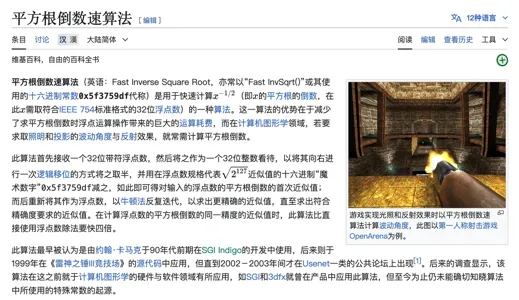 平方根倒数速算法 [编辑]
12种语言
条目 讨论 汉 漢 大陆简体
阅读 编辑 查看历史 工具
维基百科，自由的百科全书
平方根倒数速算法（英语：Fast Inverse Square Root，亦常以“Fast InvSqrt()”或其使
用的十六进制常数0x5f3759df代称）是用于快速计算x^{-1/2}（即x的平方根的倒数，在
此x需取符合IEEE 754标准格式的32位浮点数）的一种算法。这一算法的优势在于减少
了求平方根倒数时浮点运算操作带来的巨大的运算耗费，而在计算机图形学领域，若要
求取照明和投影的波动角度与反射效果，就常需计算平方根倒数。
此算法首先接收一个32位带符浮点数，然后将之作为一个32位整数看待，以将其向右进
行一次逻辑移位的方式将之取半，并用在浮点数规格代表√2^{127}近似值的十六进制“魔
术数字”0x5f3759df减之，如此即可得对输入的浮点数的平方根倒数的首次近似值；
而后重新将其作为浮点数，以牛顿法反复迭代，以求出更精确的近似值，直至求出符合
精确度要求的近似值。在计算浮点数的平方根倒数的同一精度的近似值时，此算法比直
接使用浮点数除法要快四倍。
此算法最早被认为是由约翰·卡马克于90年代前期在SGI Indigo的开发中使用，后来则于
1999年在《雷神之锤III竞技场》的源代码中应用，但直到2002－2003年间才在Usenet一类的公共论坛上出现[1]。后来的调查显示，该
算法在这之前就于计算机图形学的硬件与软件领域有所应用，如SGI和3dfx就曾在产品中应用此算法，但至今为止仍未能确切知晓算法
中所使用的特殊常数的起源。
游戏实现光照和反射效果时以平方根倒数速
算法计算波动角度，此图以第一人称射击游戏
OpenArena为例。